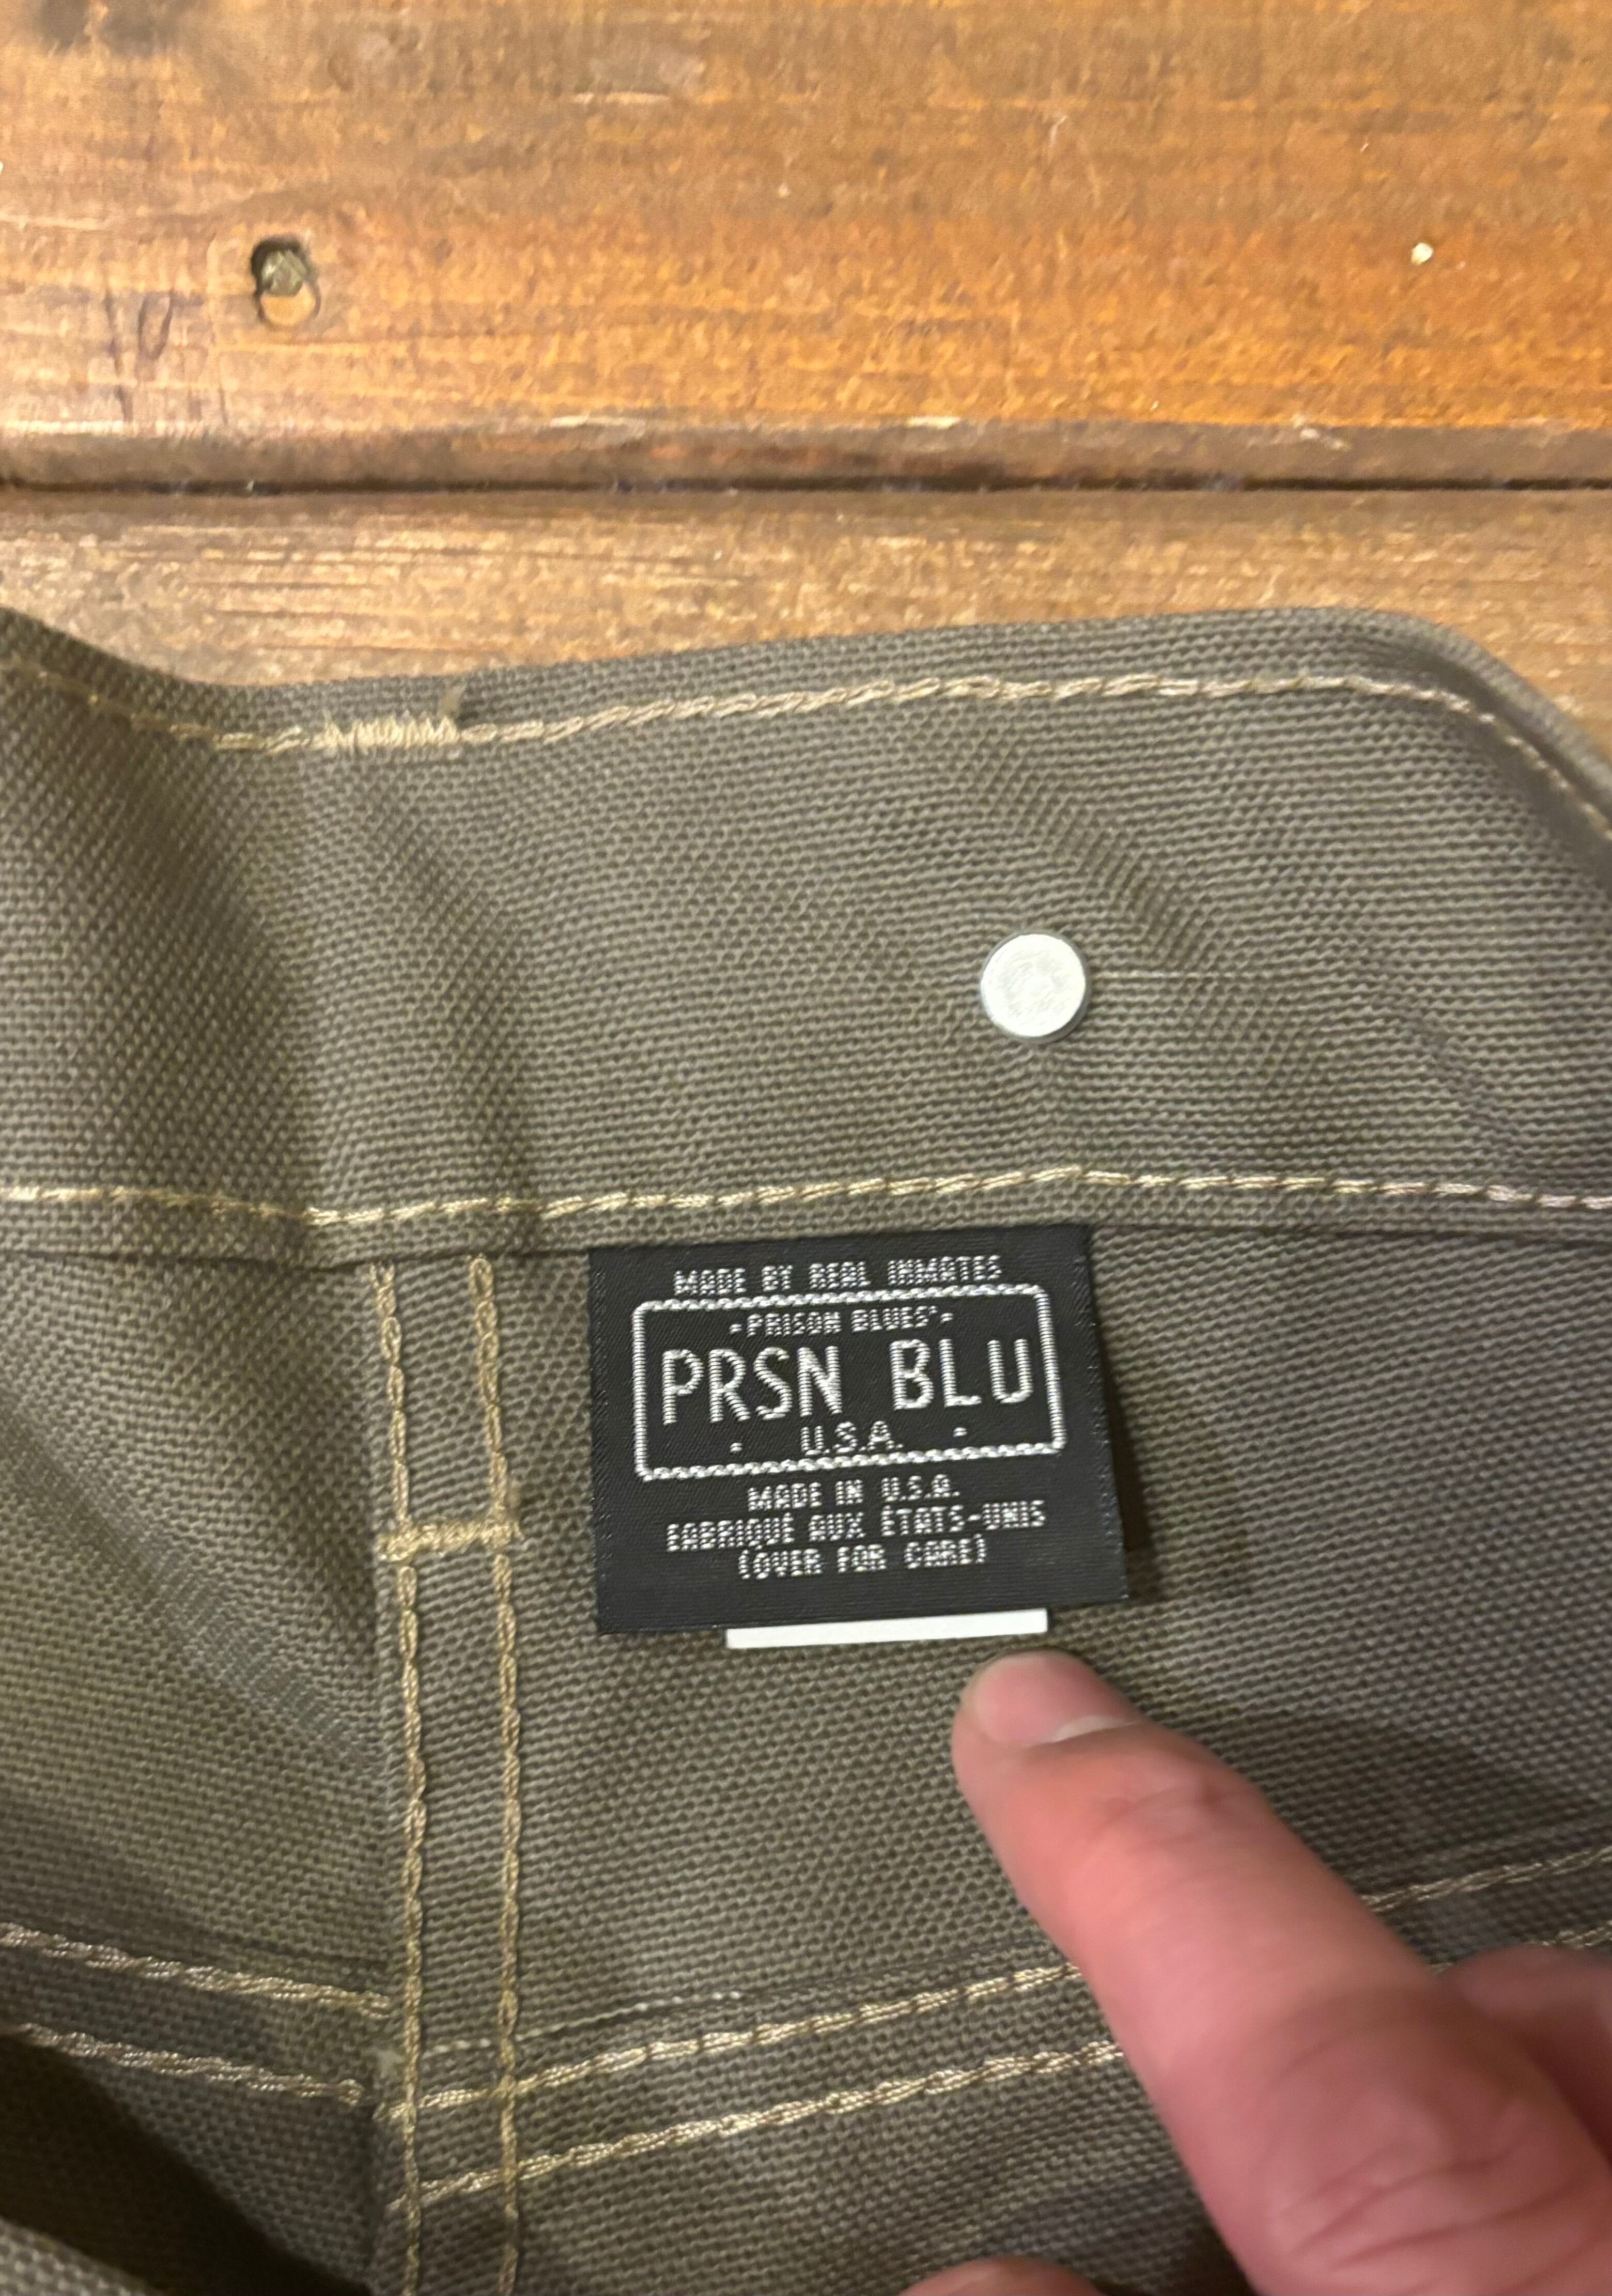 MADE BY REAL INMATES
•PRISON BLUES®•
PRSN BLU
• U.S.A. •
MADE IN U.S.A.
FABRIQUÉ AUX ÉTATS-UNIS
(OVER FOR CARE)